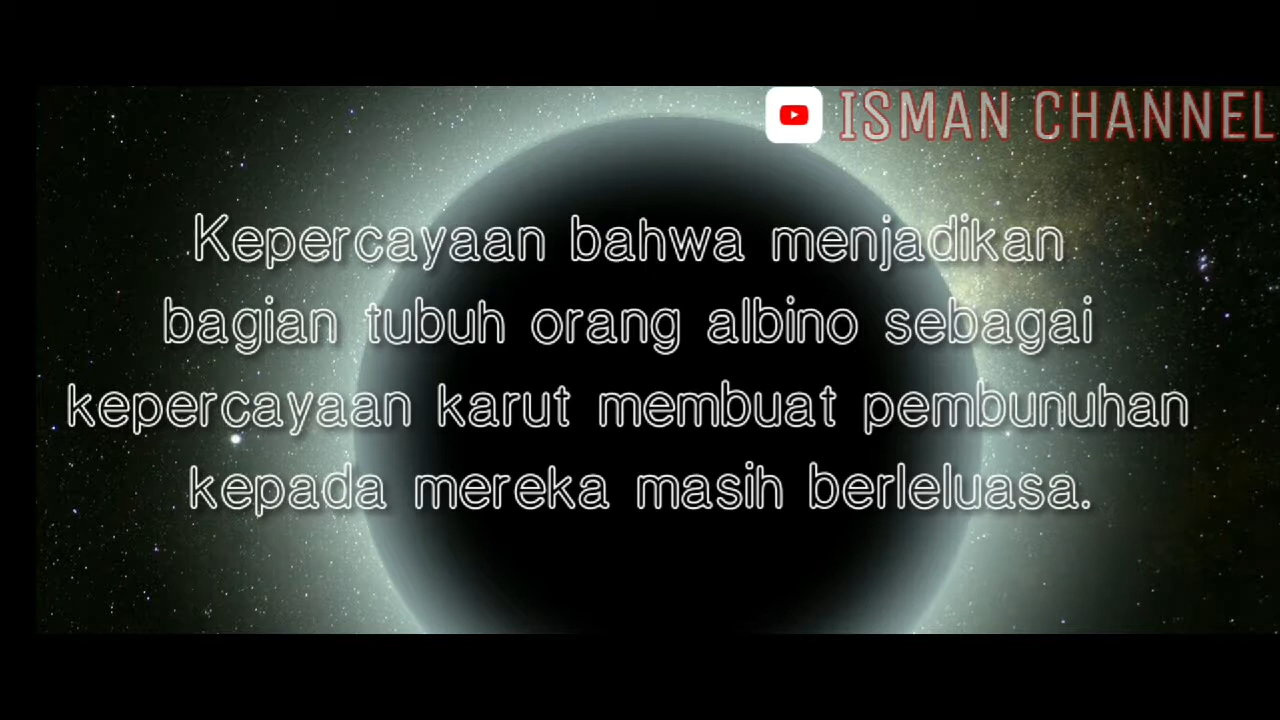 ISMAN CHANNEL
Kepercayaan bahwa menjadikan
bagian tubuh orang albino sebagai
kepercayaan karut membuat pembunuhan
kepada mereka masih berleluasa.